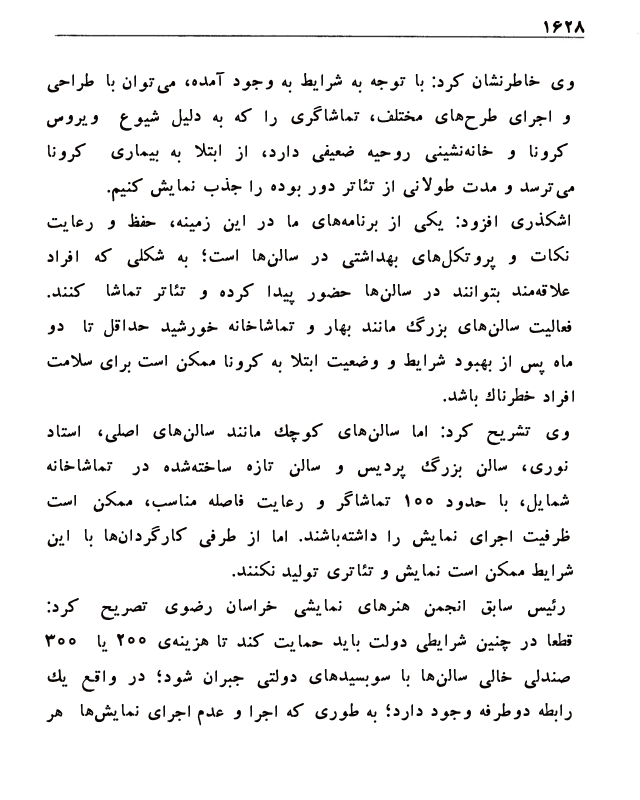 ۱۶۲۸
وی خاطرنشان کرد: با توجه به شرایط به وجود آمده، می‌توان با طراحی
و اجرای طرح‌های مختلف، تماشاگری را که به دلیل شیوع ویروس
کرونا و خانه‌نشینی روحیه ضعیفی دارد، از ابتلا به بیماری کرونا
می‌ترسد و مدت طولانی از تئاتر دور بوده را جذب نمایش کنیم.
اشکذری افزود: یکی از برنامه‌های ما در این زمینه، حفظ و رعایت
نکات و پروتکل‌های بهداشتی در سالن‌ها است؛ به شکلی که افراد
علاقه‌مند بتوانند در سالن‌ها حضور پیدا کرده و تئاتر تماشا کنند.
فعالیت سالن‌های بزرگ مانند بهار و تماشاخانه خورشید حداقل تا دو
ماه پس از بهبود شرایط و وضعیت ابتلا به کرونا ممکن است برای سلامت
افراد خطرناك باشد.
وی تشریح کرد: اما سالن‌های کوچك مانند سالن‌های اصلی، استاد
نوری، سالن بزرگ پردیس و سالن تازه ساخته‌شده در تماشاخانه
شمایل، با حدود ۱۰۰ تماشاگر و رعایت فاصله مناسب، ممکن است
ظرفیت اجرای نمایش را داشته‌باشند. اما از طرفی کارگردان‌ها با این
شرایط ممکن است نمایش و تئاتری تولید نکنند.
رئیس سابق انجمن هنرهای نمایشی خراسان رضوی تصریح کرد:
قطعا در چنین شرایطی دولت باید حمایت کند تا هزینه‌ی ۲۰۰ یا ۳۰۰
صندلی خالی سالن‌ها با سوبسیدهای دولتی جبران شود؛ در واقع یك
رابطه دوطرفه وجود دارد؛ به طوری که اجرا و عدم اجرای نمایش‌ها هر